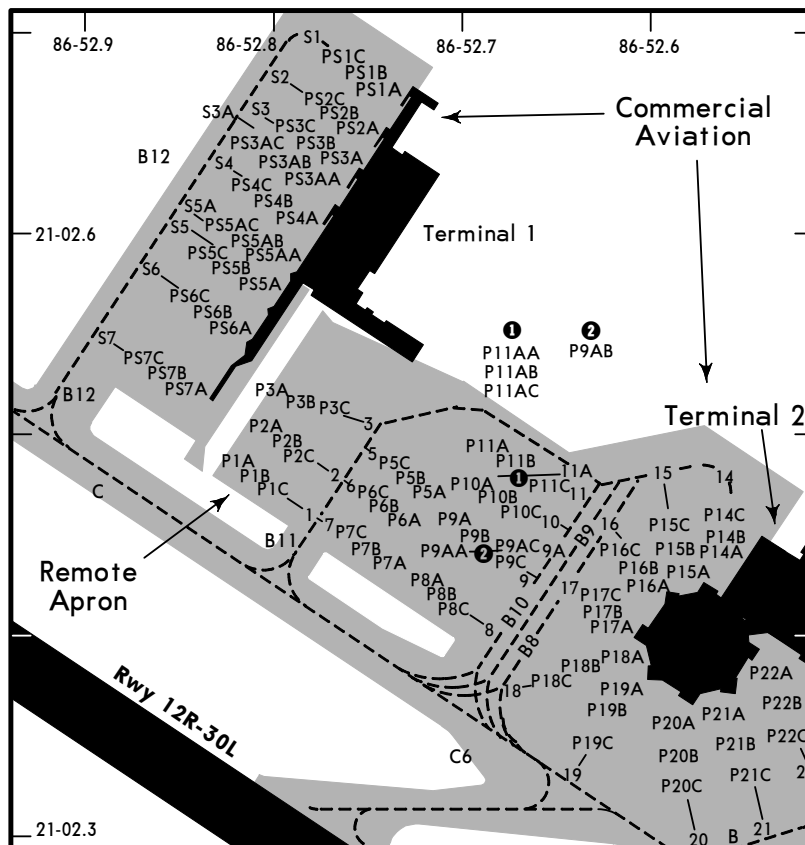 86-52.9
86-52.8
86-52.7
86-52.6
S1
PS1C
PS1B
PS1A
S2
PS2C
PS2B
PS2A
S3A
S3
PS3C
PS3B
PS3A
PS3AC
PS3AB
PS3AA
S4
PS4C
PS4B
PS4A
S5A
PS5AC
PS5AB
PS5AA
S5
PS5C
PS5B
PS5A
S6
PS6C
PS6B
PS6A
S7
PS7C
PS7B
PS7A
B12
B12
Commercial
Aviation
Terminal 1
21-02.6
1
P11AA
P11AB
P11AC
2
P9AB
Terminal 2
P3A
P3B
P3C
3
P2A
P2B
P2C
2
P1A
P1B
P1C
1
5
P5C
P5B
P5A
6
P6C
P6B
P6A
7
P7C
P7B
P7A
P8A
P8B
P8C
8
P11A
P11B
P11C
1
11A
11
P10A
P10B
P10C
10
P9A
P9B
P9C
9
P9AA
2
P9AC
9A
B9
B10
B8
B11
C
Remote
Apron
15
14
P14C
P14B
P14A
P15C
P15B
P15A
16
P16C
P16B
P16A
17
P17C
P17B
P17A
P18A
P18B
P18C
18
P19A
P19B
P19C
19
P20A
P20B
P20C
20
P21A
P21B
P21C
21
P22A
P22B
P22C
2
B
C6
Rwy 12R-30L
21-02.3